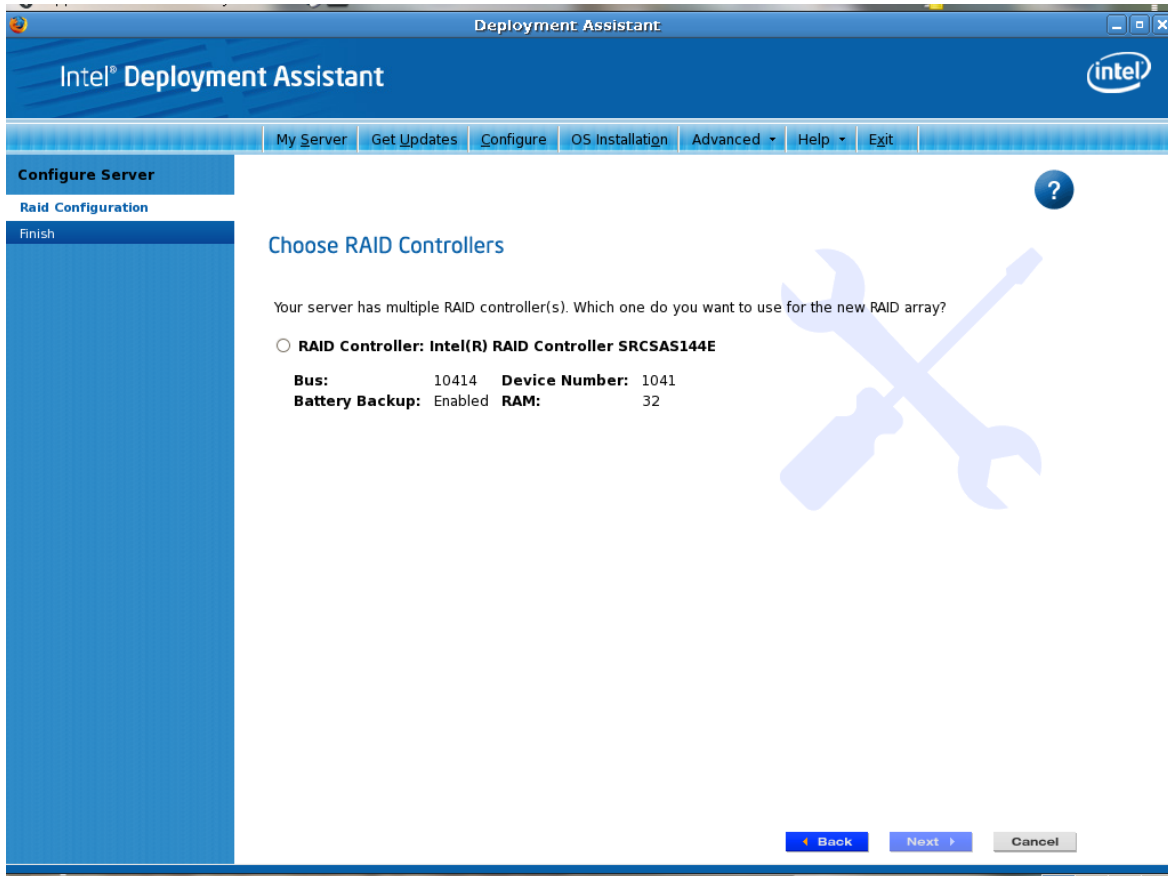 Deployment Assistant
Intel® Deployment Assistant
intel
My Server Get Updates Configure OS Installation Advanced Help Exit
Configure Server
Raid Configuration
Finish
?
Choose RAID Controllers
Your server has multiple RAID controller(s). Which one do you want to use for the new RAID array?
RAID Controller: Intel(R) RAID Controller SRCSAS144E
Bus: 10414 Device Number: 1041
Battery Backup: Enabled RAM: 32
Back Next Cancel